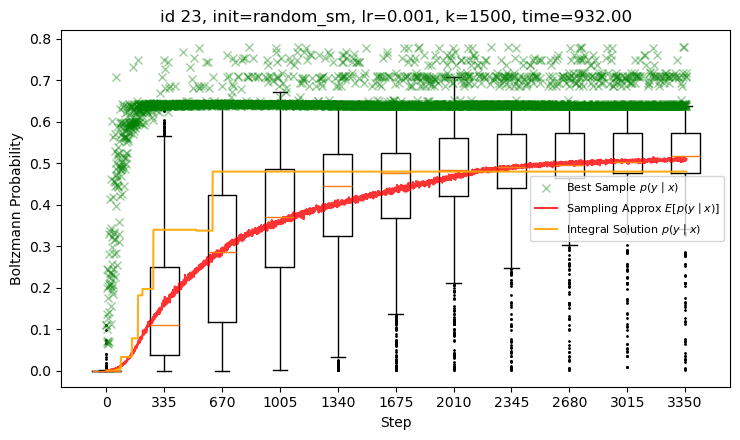 id 23, init=random_sm, lr=0.001, k=1500, time=932.00
Boltzmann Probability
0.8
0.7
0.6
0.5
0.4
0.3
0.2
0.1
0.0
Best Sample p(y | x)
Sampling Approx E[p(y | x)]
Integral Solution p(y | x)
0 335 670 1005 1340 1675 2010 2345 2680 3015 3350
Step